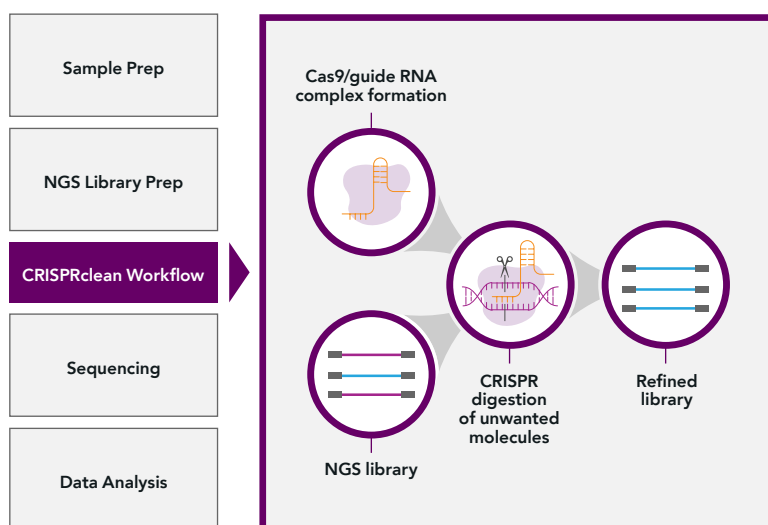 Sample Prep
NGS Library Prep
CRISPRclean Workflow
Sequencing
Data Analysis
Cas9/guide RNA
complex formation
NGS library
CRISPR
digestion
of unwanted
molecules
Refined
library